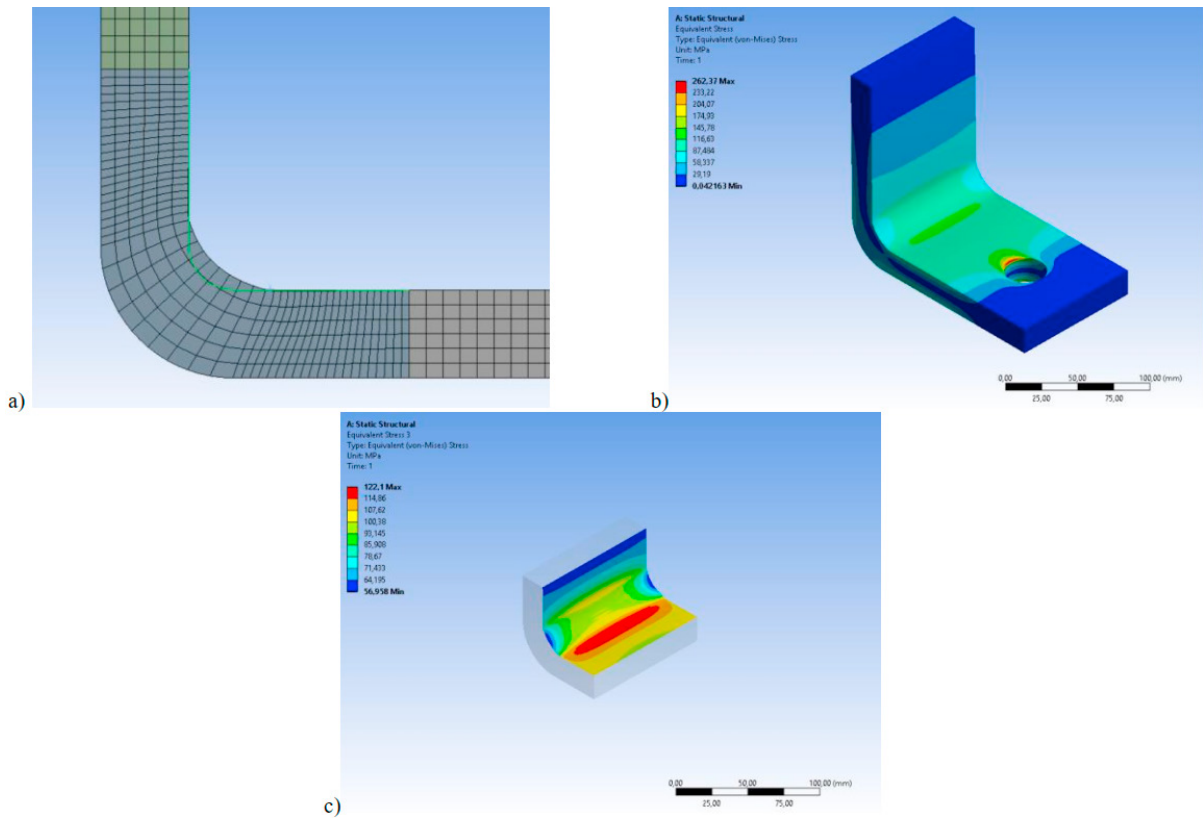 A: Static Structural
Equivalent Stress
Type: Equivalent (von-Mises) Stress
Unit: MPa
Time: 1
262,37 Max
233,22
204,07
174,93
145,78
116,63
87,484
58,337
29,19
0,042163 Min
0,00
50,00
100,00 (mm)
25,00
75,00
a)
b)
A: Static Structural
Equivalent Stress 3
Type: Equivalent (von-Mises) Stress
Unit: MPa
Time: 1
122,1 Max
114,86
107,62
100,38
93,145
85,908
78,67
71,433
64,195
56,958 Min
0,00
50,00
100,00 (mm)
25,00
75,00
c)